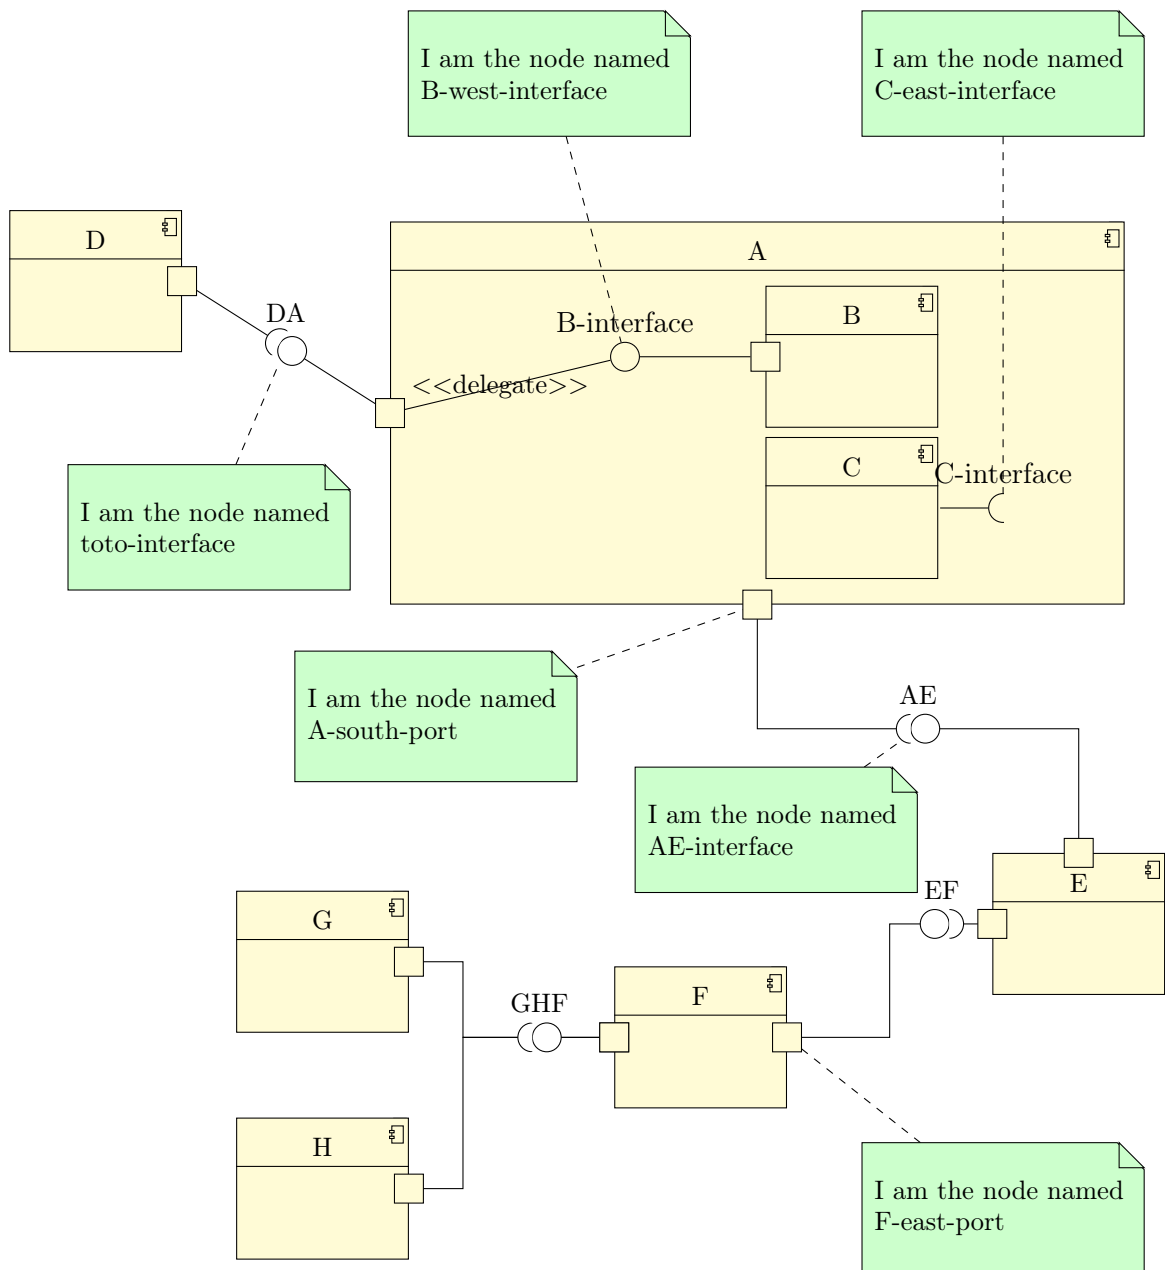 I am the node named
B-west-interface
I am the node named
C-east-interface
D
A
DA
B-interface
B
<<delegate>>
C
C-interface
I am the node named
toto-interface
I am the node named
A-south-port
AE
I am the node named
AE-interface
E
EF
G
F
GHF
H
I am the node named
F-east-port